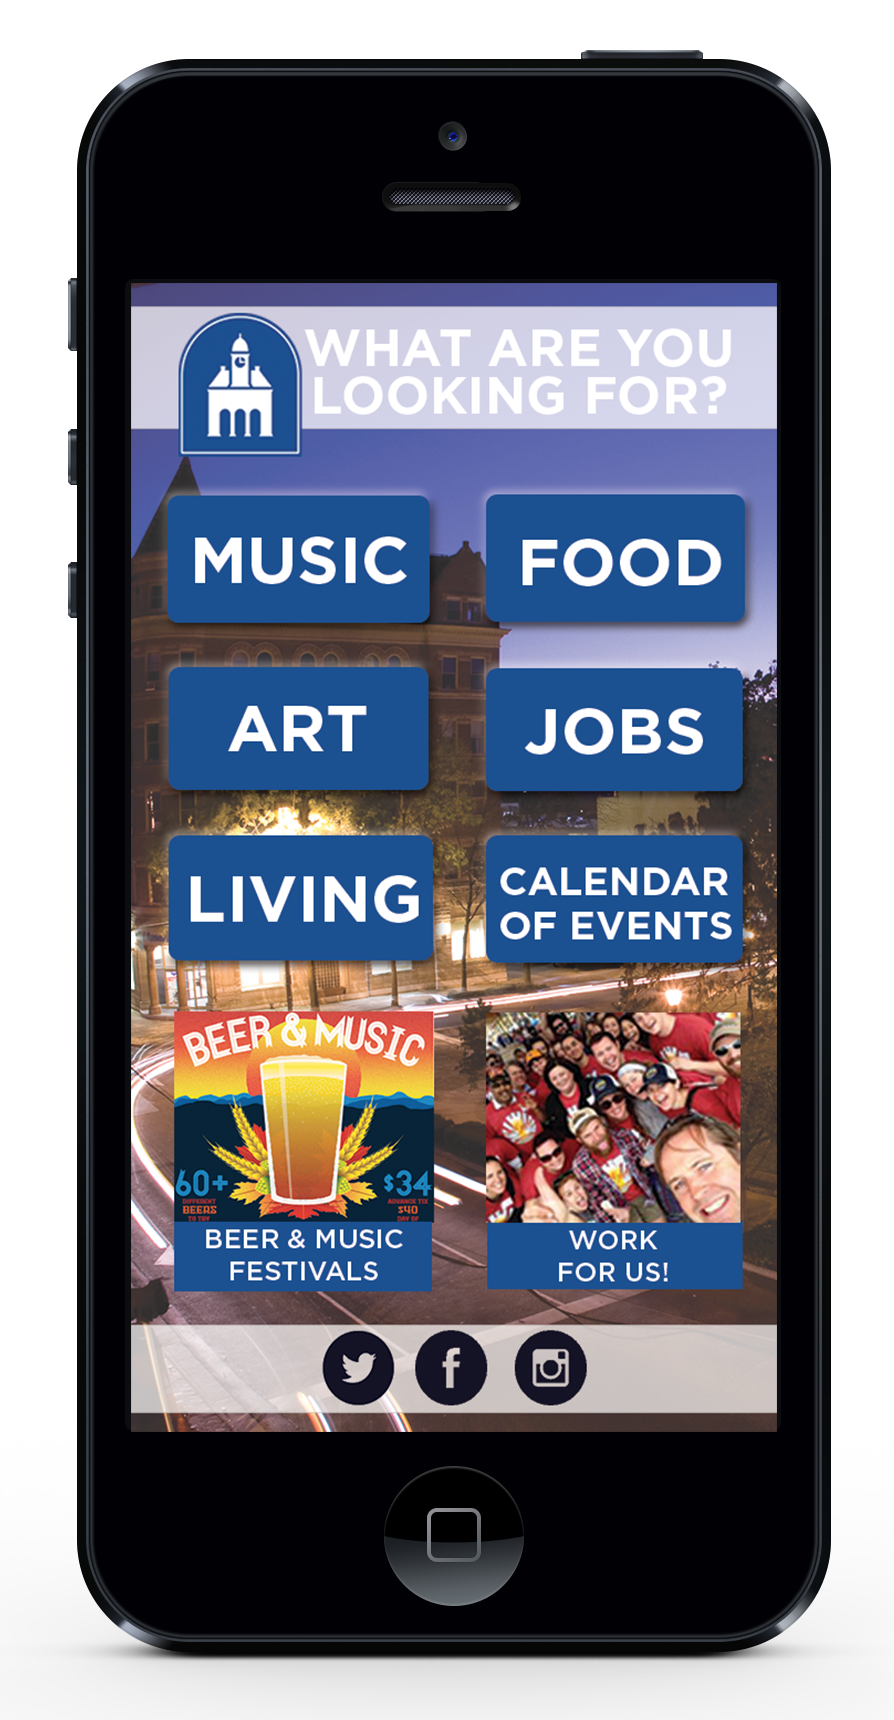 WHAT ARE YOU
LOOKING FOR?
MUSIC
FOOD
ART
JOBS
LIVING
CALENDAR
OF EVENTS
BEER & MUSIC
60+
DIFFERENT
BEERS
TO TRY
$34
ADVANCE TIX
$40
DAY OF
BEER & MUSIC
FESTIVALS
WORK
FOR US!